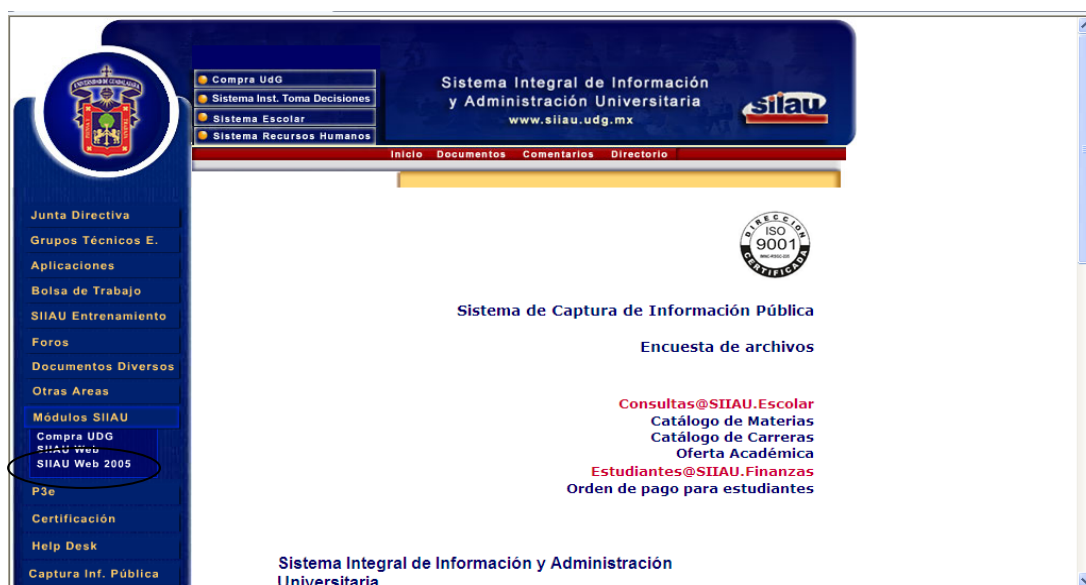 Compra UdG
Sistema Inst. Toma Decisiones
Sistema Escolar
Sistema Recursos Humanos
Sistema Integral de Información
y Administración Universitaria
www.siiau.udg.mx
siiau
Inicio Documentos Comentarios Directorio
Junta Directiva
Grupos Técnicos E.
Aplicaciones
Bolsa de Trabajo
SIIAU Entrenamiento
Foros
Documentos Diversos
Otras Areas
Módulos SIIAU
Compra UDG
SIIAU Web
SIIAU Web 2005
P3e
Certificación
Help Desk
Captura Inf. Pública
DIRECCION
ISO
9001
CERTIFICADA
Sistema de Captura de Información Pública
Encuesta de archivos
Consultas@SIIAU.Escolar
Catálogo de Materias
Catálogo de Carreras
Oferta Académica
Estudiantes@SIIAU.Finanzas
Orden de pago para estudiantes
Sistema Integral de Información y Administración
Universitaria